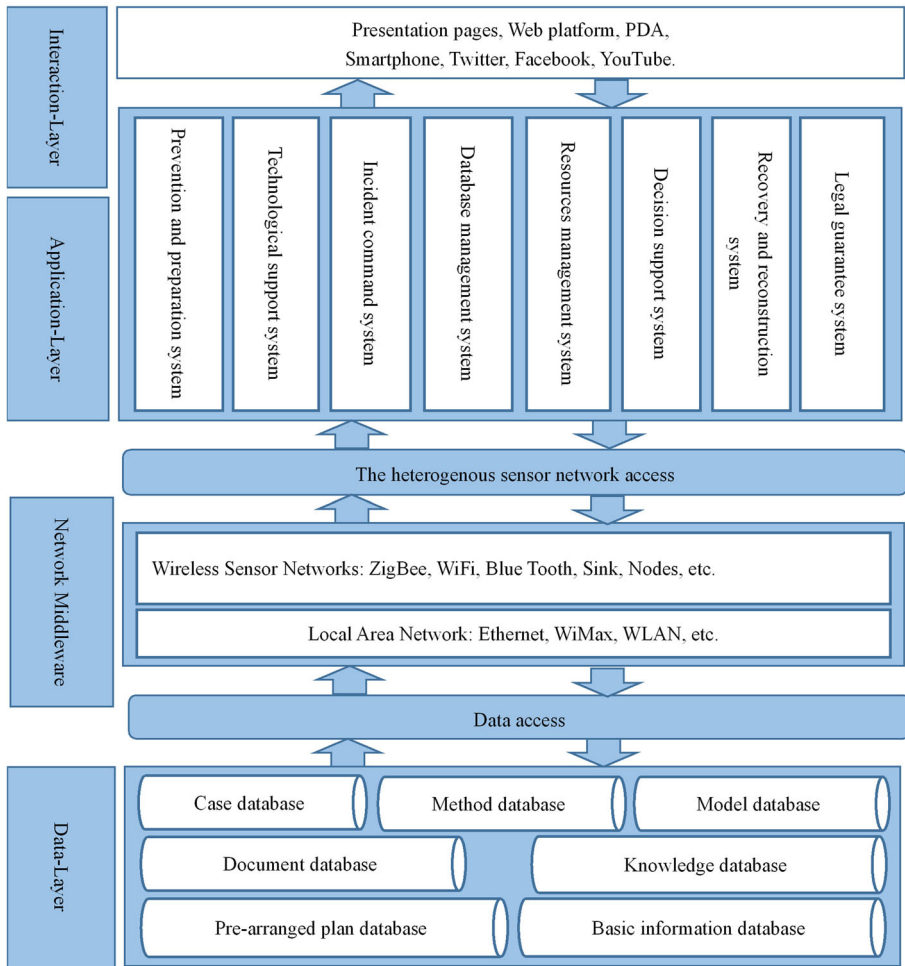 Interaction-Layer
Presentation pages, Web platform, PDA,
Smartphone, Twitter, Facebook, YouTube.
Application-Layer
Prevention and preparation system
Technological support system
Incident command system
Database management system
Resources management system
Decision support system
Recovery and reconstruction
system
Legal guarantee system
The heterogenous sensor network access
Network Middleware
Wireless Sensor Networks: ZigBee, WiFi, Blue Tooth, Sink, Nodes, etc.
Local Area Network: Ethernet, WiMax, WLAN, etc.
Data access
Data-Layer
Case database
Method database
Model database
Document database
Knowledge database
Pre-arranged plan database
Basic information database